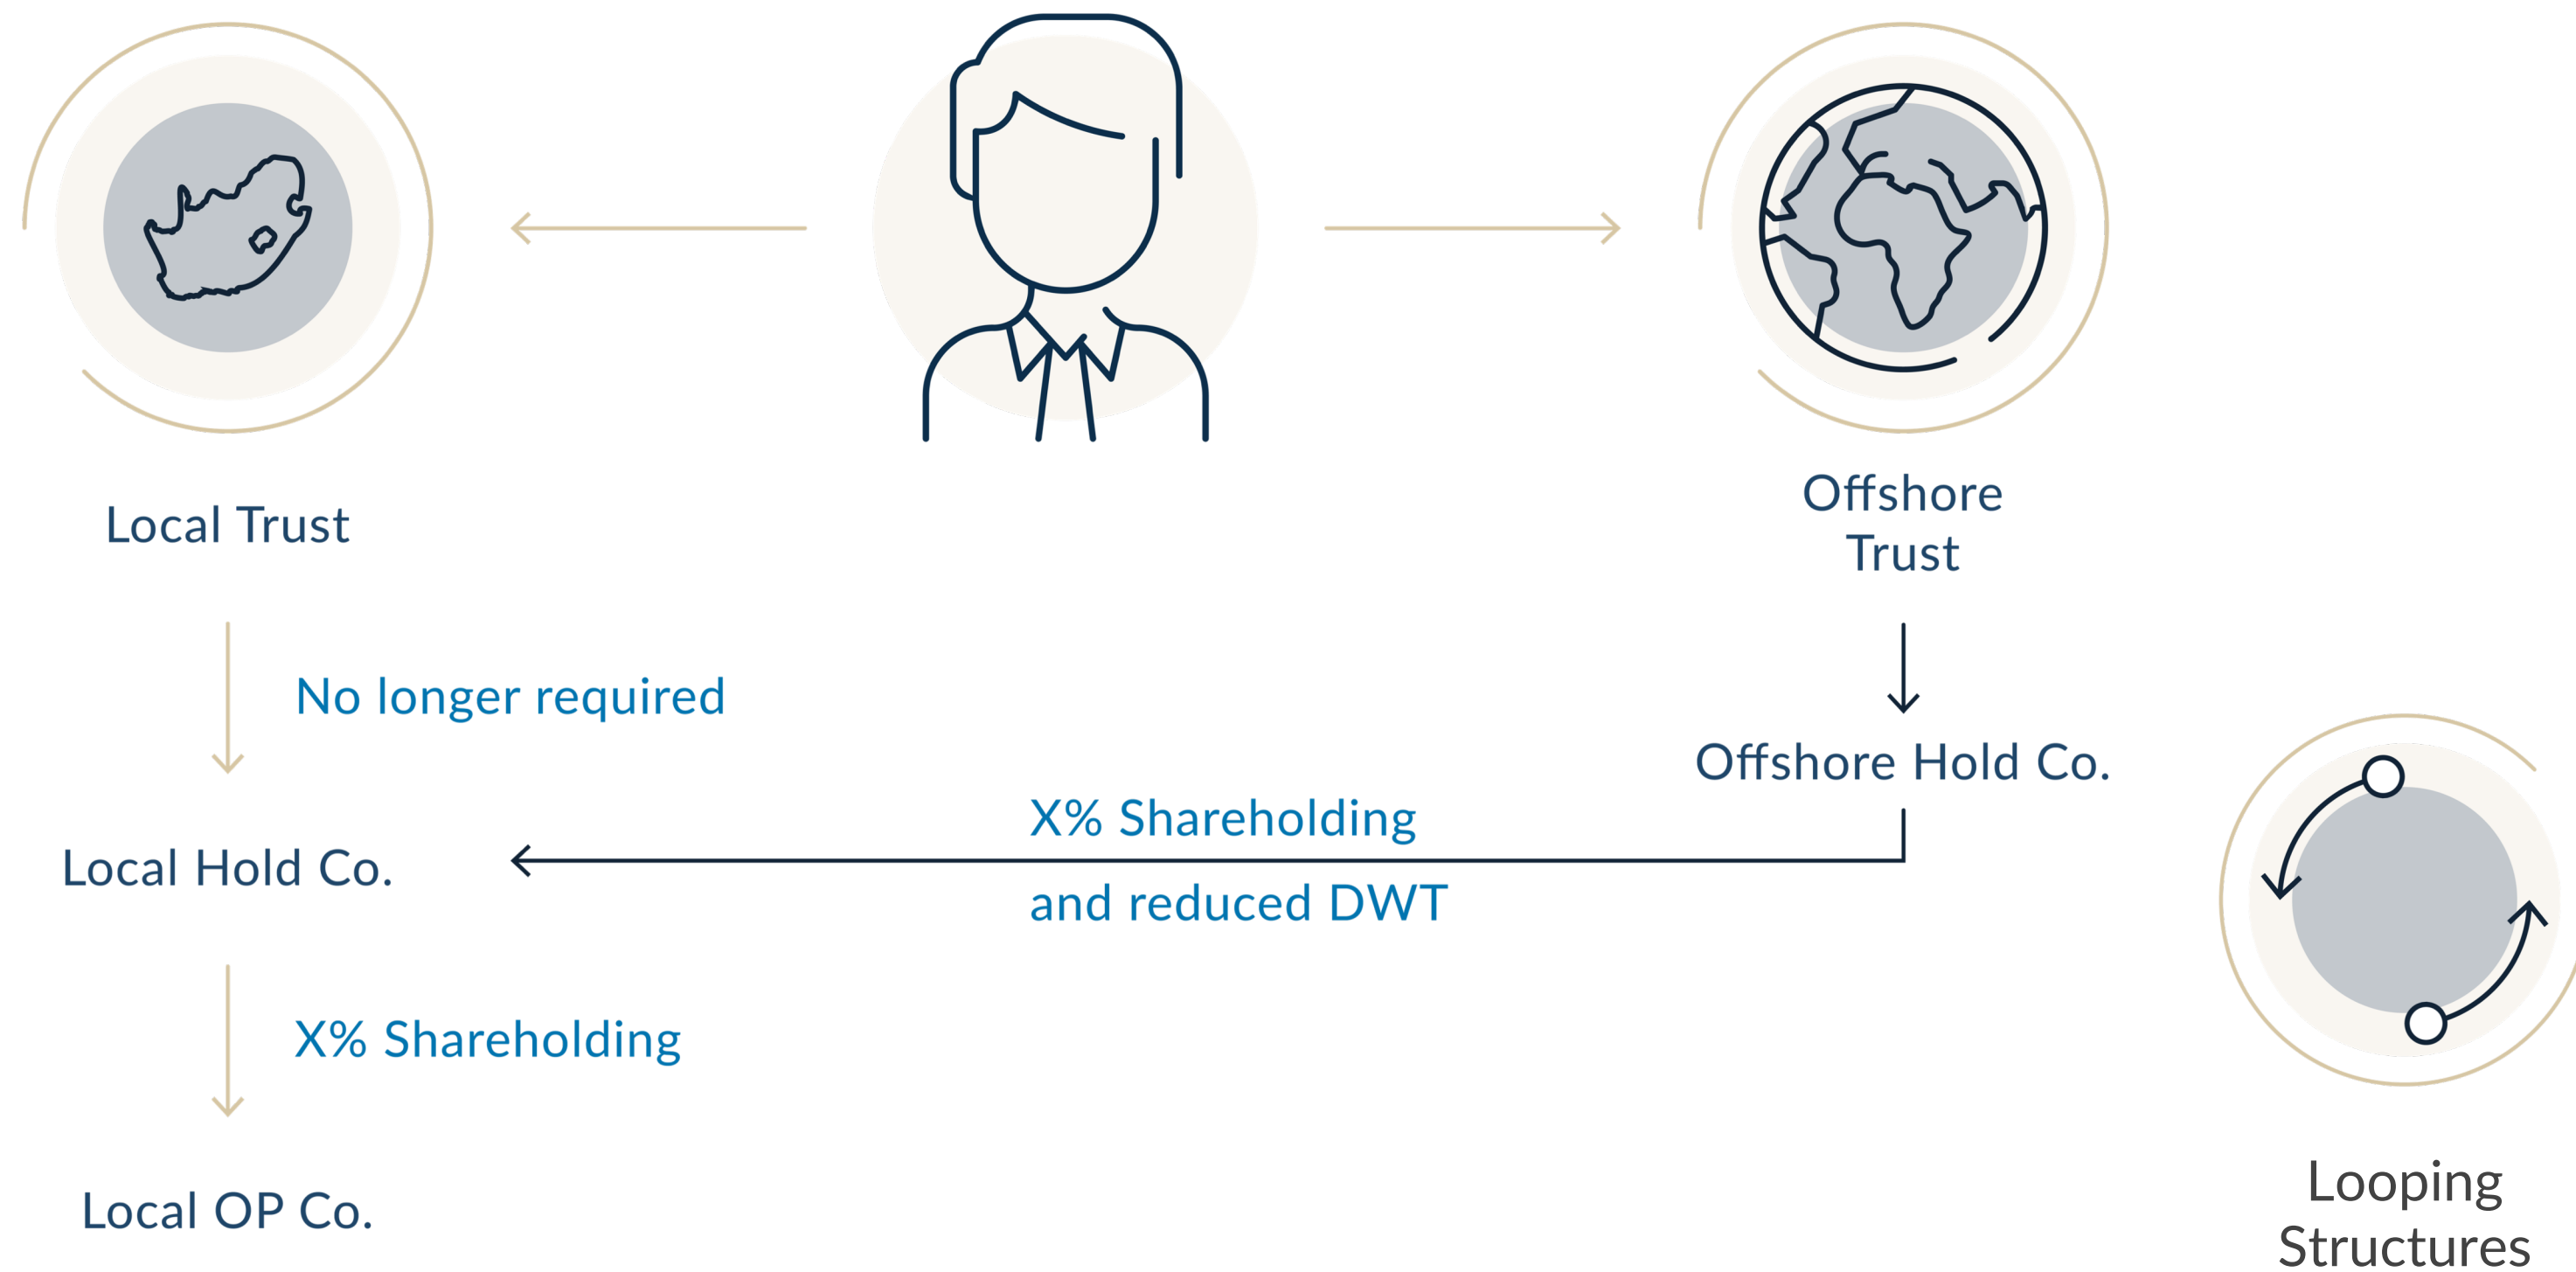 Local Trust
Offshore
Trust
No longer required
Offshore Hold Co.
X% Shareholding
Local Hold Co.
and reduced DWT
X% Shareholding
Local OP Co.
Looping
Structures